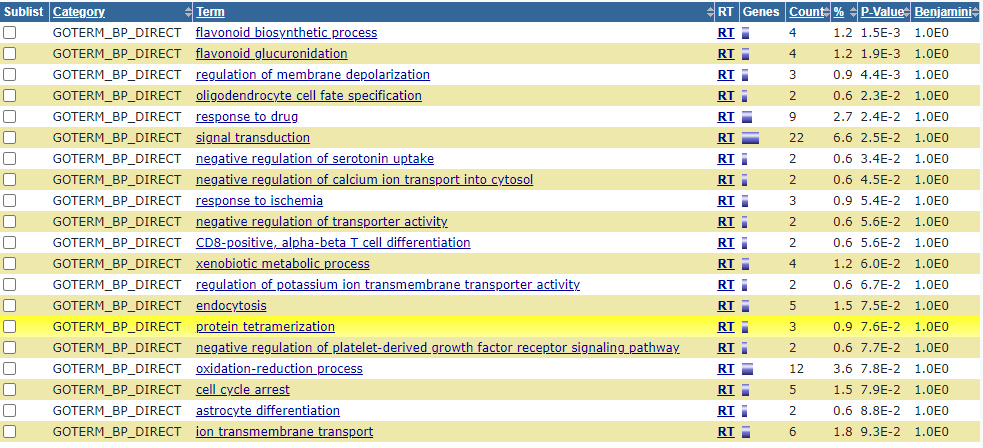 Sublist Category Term RT Genes Count % P-Value Benjamini
GOTERM_BP_DIRECT flavonoid biosynthetic process RT 4 1.2 1.5E-3 1.0E0
GOTERM_BP_DIRECT flavonoid glucuronidation RT 4 1.2 1.9E-3 1.0E0
GOTERM_BP_DIRECT regulation of membrane depolarization RT 3 0.9 4.4E-3 1.0E0
GOTERM_BP_DIRECT oligodendrocyte cell fate specification RT 2 0.6 2.3E-2 1.0E0
GOTERM_BP_DIRECT response to drug RT 9 2.7 2.4E-2 1.0E0
GOTERM_BP_DIRECT signal transduction RT 22 6.6 2.5E-2 1.0E0
GOTERM_BP_DIRECT negative regulation of serotonin uptake RT 2 0.6 3.4E-2 1.0E0
GOTERM_BP_DIRECT negative regulation of calcium ion transport into cytosol RT 2 0.6 4.5E-2 1.0E0
GOTERM_BP_DIRECT response to ischemia RT 3 0.9 5.4E-2 1.0E0
GOTERM_BP_DIRECT negative regulation of transporter activity RT 2 0.6 5.6E-2 1.0E0
GOTERM_BP_DIRECT CD8-positive, alpha-beta T cell differentiation RT 2 0.6 5.6E-2 1.0E0
GOTERM_BP_DIRECT xenobiotic metabolic process RT 4 1.2 6.0E-2 1.0E0
GOTERM_BP_DIRECT regulation of potassium ion transmembrane transporter activity RT 2 0.6 6.7E-2 1.0E0
GOTERM_BP_DIRECT endocytosis RT 5 1.5 7.5E-2 1.0E0
GOTERM_BP_DIRECT protein tetramerization RT 3 0.9 7.6E-2 1.0E0
GOTERM_BP_DIRECT negative regulation of platelet-derived growth factor receptor signaling pathway RT 2 0.6 7.7E-2 1.0E0
GOTERM_BP_DIRECT oxidation-reduction process RT 12 3.6 7.8E-2 1.0E0
GOTERM_BP_DIRECT cell cycle arrest RT 5 1.5 7.9E-2 1.0E0
GOTERM_BP_DIRECT astrocyte differentiation RT 2 0.6 8.8E-2 1.0E0
GOTERM_BP_DIRECT ion transmembrane transport RT 6 1.8 9.3E-2 1.0E0